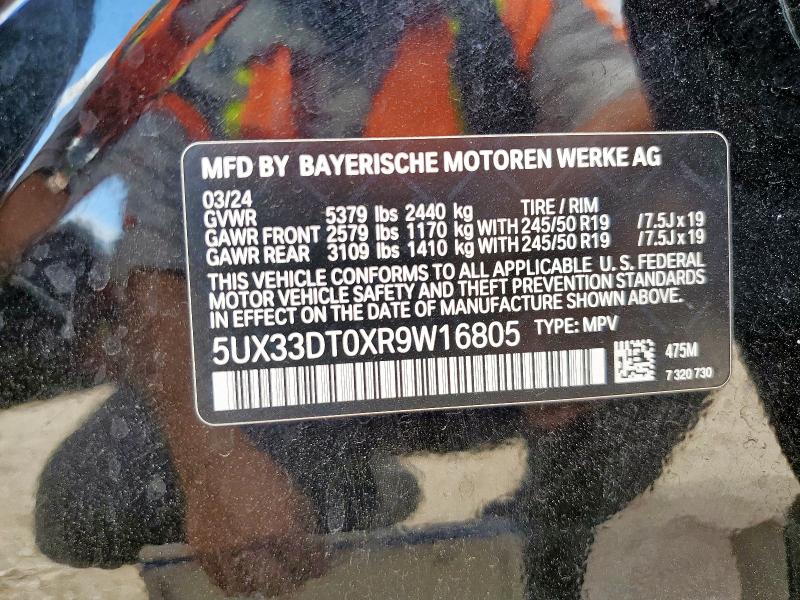 MFD BY BAYERISCHE MOTOREN WERKE AG
03/24 TIRE / RIM
GVWR 5379 lbs 2440 kg
GAWR FRONT 2579 lbs 1170 kg WITH 245/50 R19 /7.5J x 19
GAWR REAR 3109 lbs 1410 kg WITH 245/50 R19 /7.5J x 19
THIS VEHICLE CONFORMS TO ALL APPLICABLE U. S. FEDERAL
MOTOR VEHICLE SAFETY AND THEFT PREVENTION STANDARDS
IN EFFECT ON THE DATE OF MANUFACTURE SHOWN ABOVE.
5UX33DT0XR9W16805 TYPE: MPV
475M
7 320 730